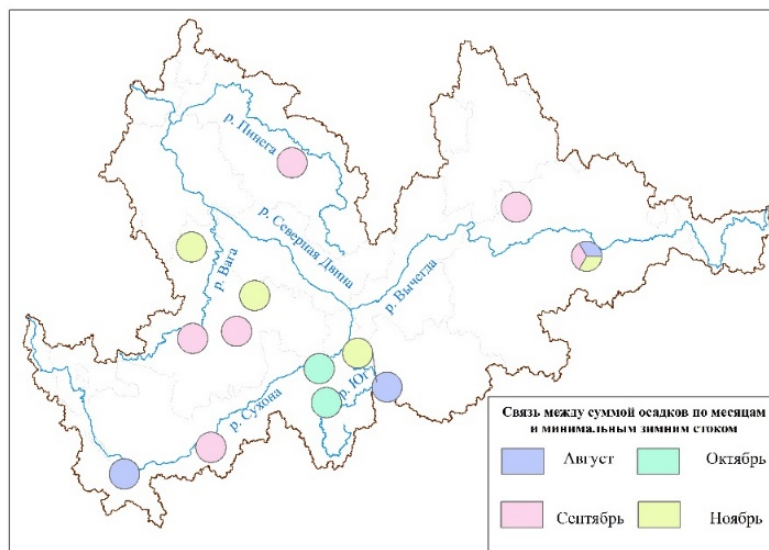 р. Пинега
р. Северная Двина
р. Вага
р. Вычегда
р. Юг
р. Сухона
Связь между суммой осадков по месяцам
и минимальным зимним стоком
Август
Октябрь
Сентябрь
Ноябрь